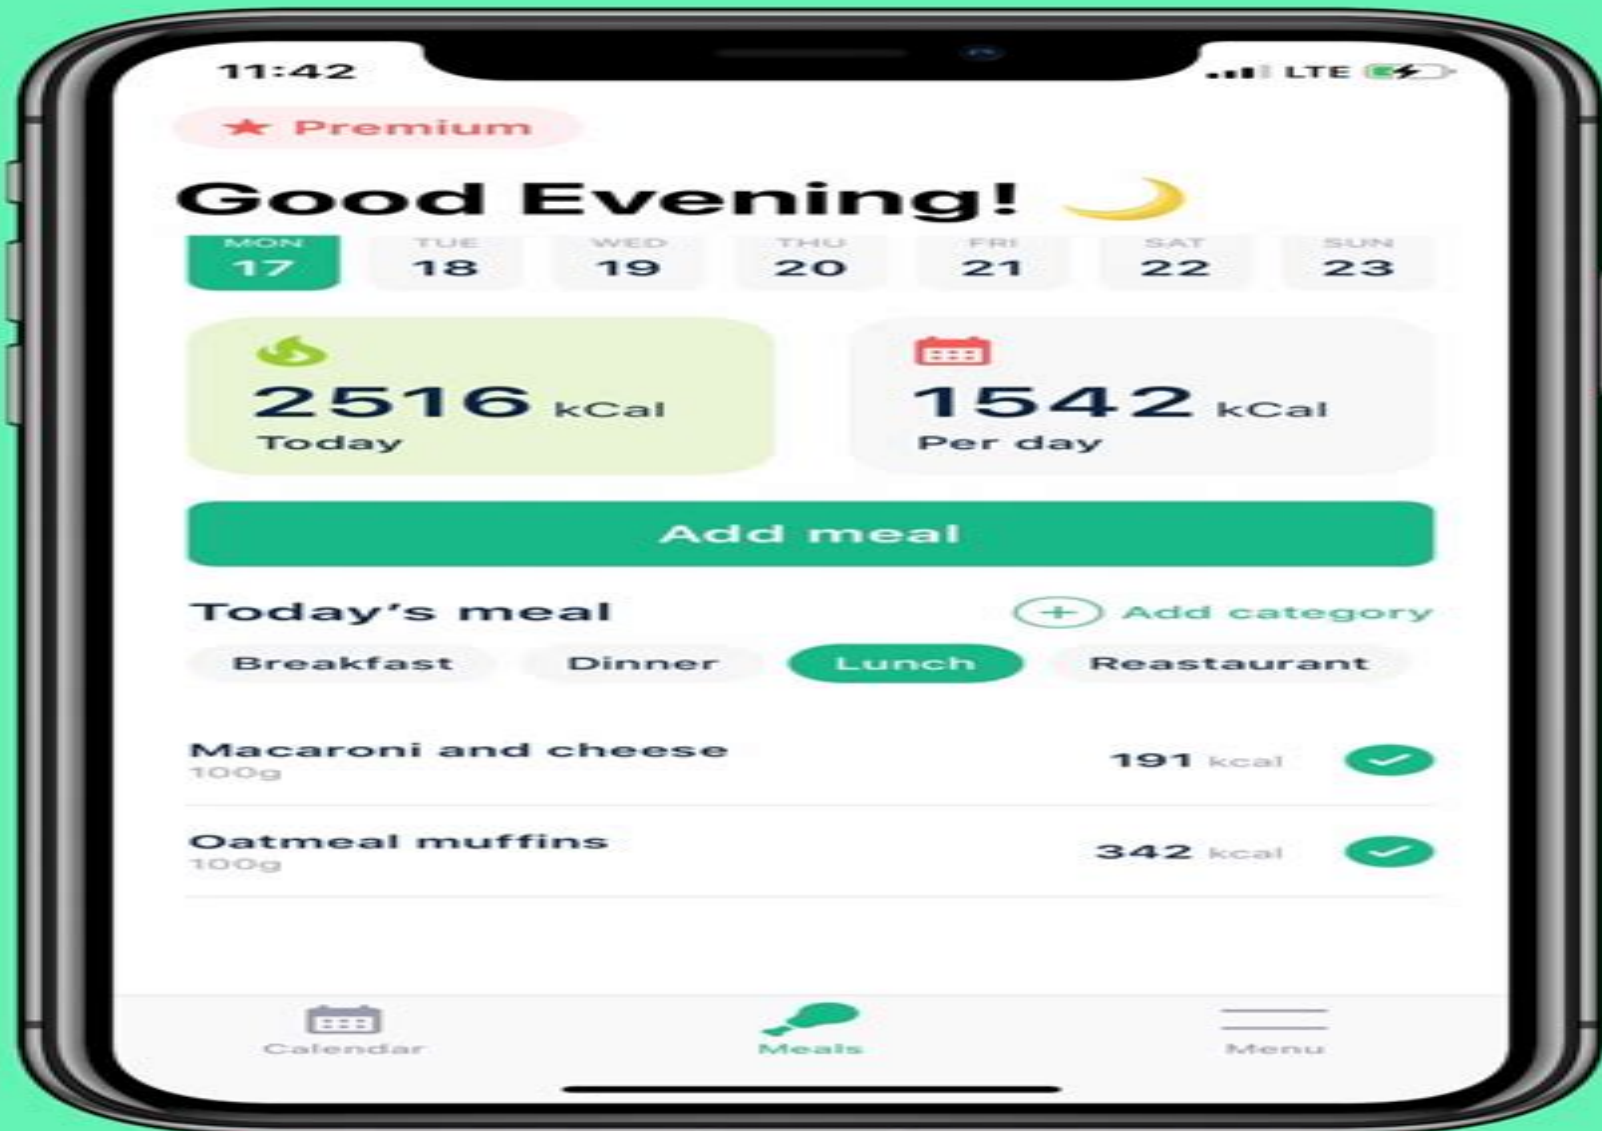 11:42 LTE
Premium
Good Evening!
MON TUE WED THU FRI SAT SUN
17 18 19 20 21 22 23
2516 kCal 1542 kCal
Today Per day
Add meal
Today's meal Add category
Breakfast Dinner Lunch Reastaurant
Macaroni and cheese 191 kcal
100g
Oatmeal muffins 342 kcal
100g
Calendar Meals Menu